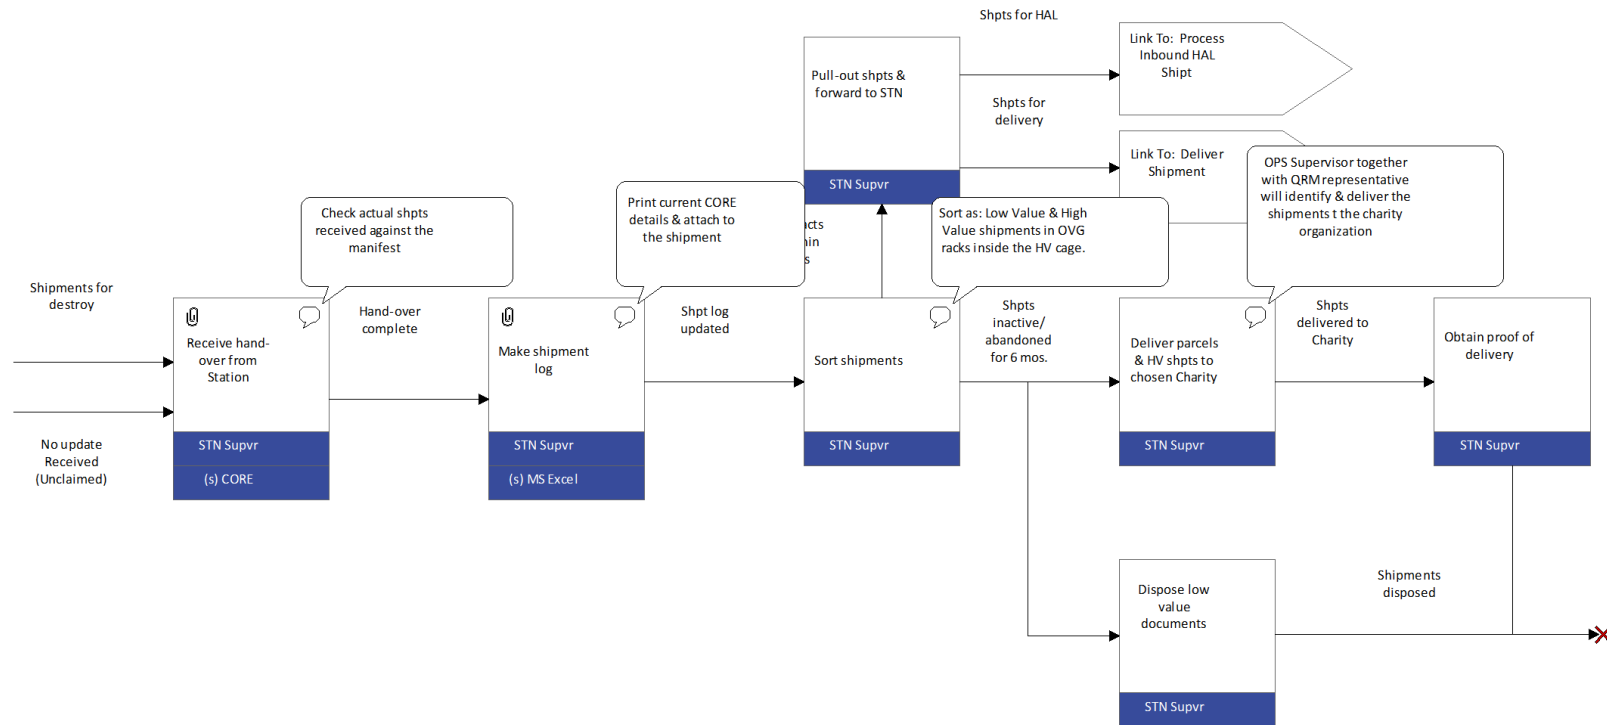 Shpts for HAL
Link To:  Process
Inbound HAL
Shipt
Pull-out shpts &
forward to STN
Shpts for
delivery
STN Supvr
Link To:  Deliver
Shipment
OPS Supervisor together
with QRM representative
will identify & deliver the
shipments t the charity
organization
Check actual shpts
received against the
manifest
Print current CORE
details & attach to
the shipment
Sort as: Low Value & High
Value shipments in OVG
racks inside the HV cage.
Shipments for
destroy
Receive hand-
over from
Station
STN Supvr
(s) CORE
No update
Received
(Unclaimed)
Hand-over
complete
Make shipment
log
STN Supvr
(s) MS Excel
Shpt log
updated
Sort shipments
STN Supvr
Shpts
inactive/
abandoned
for 6 mos.
Deliver parcels
& HV shpts to
chosen Charity
STN Supvr
Shpts
delivered to
Charity
Obtain proof of
delivery
STN Supvr
Dispose low
value
documents
STN Supvr
Shipments
disposed